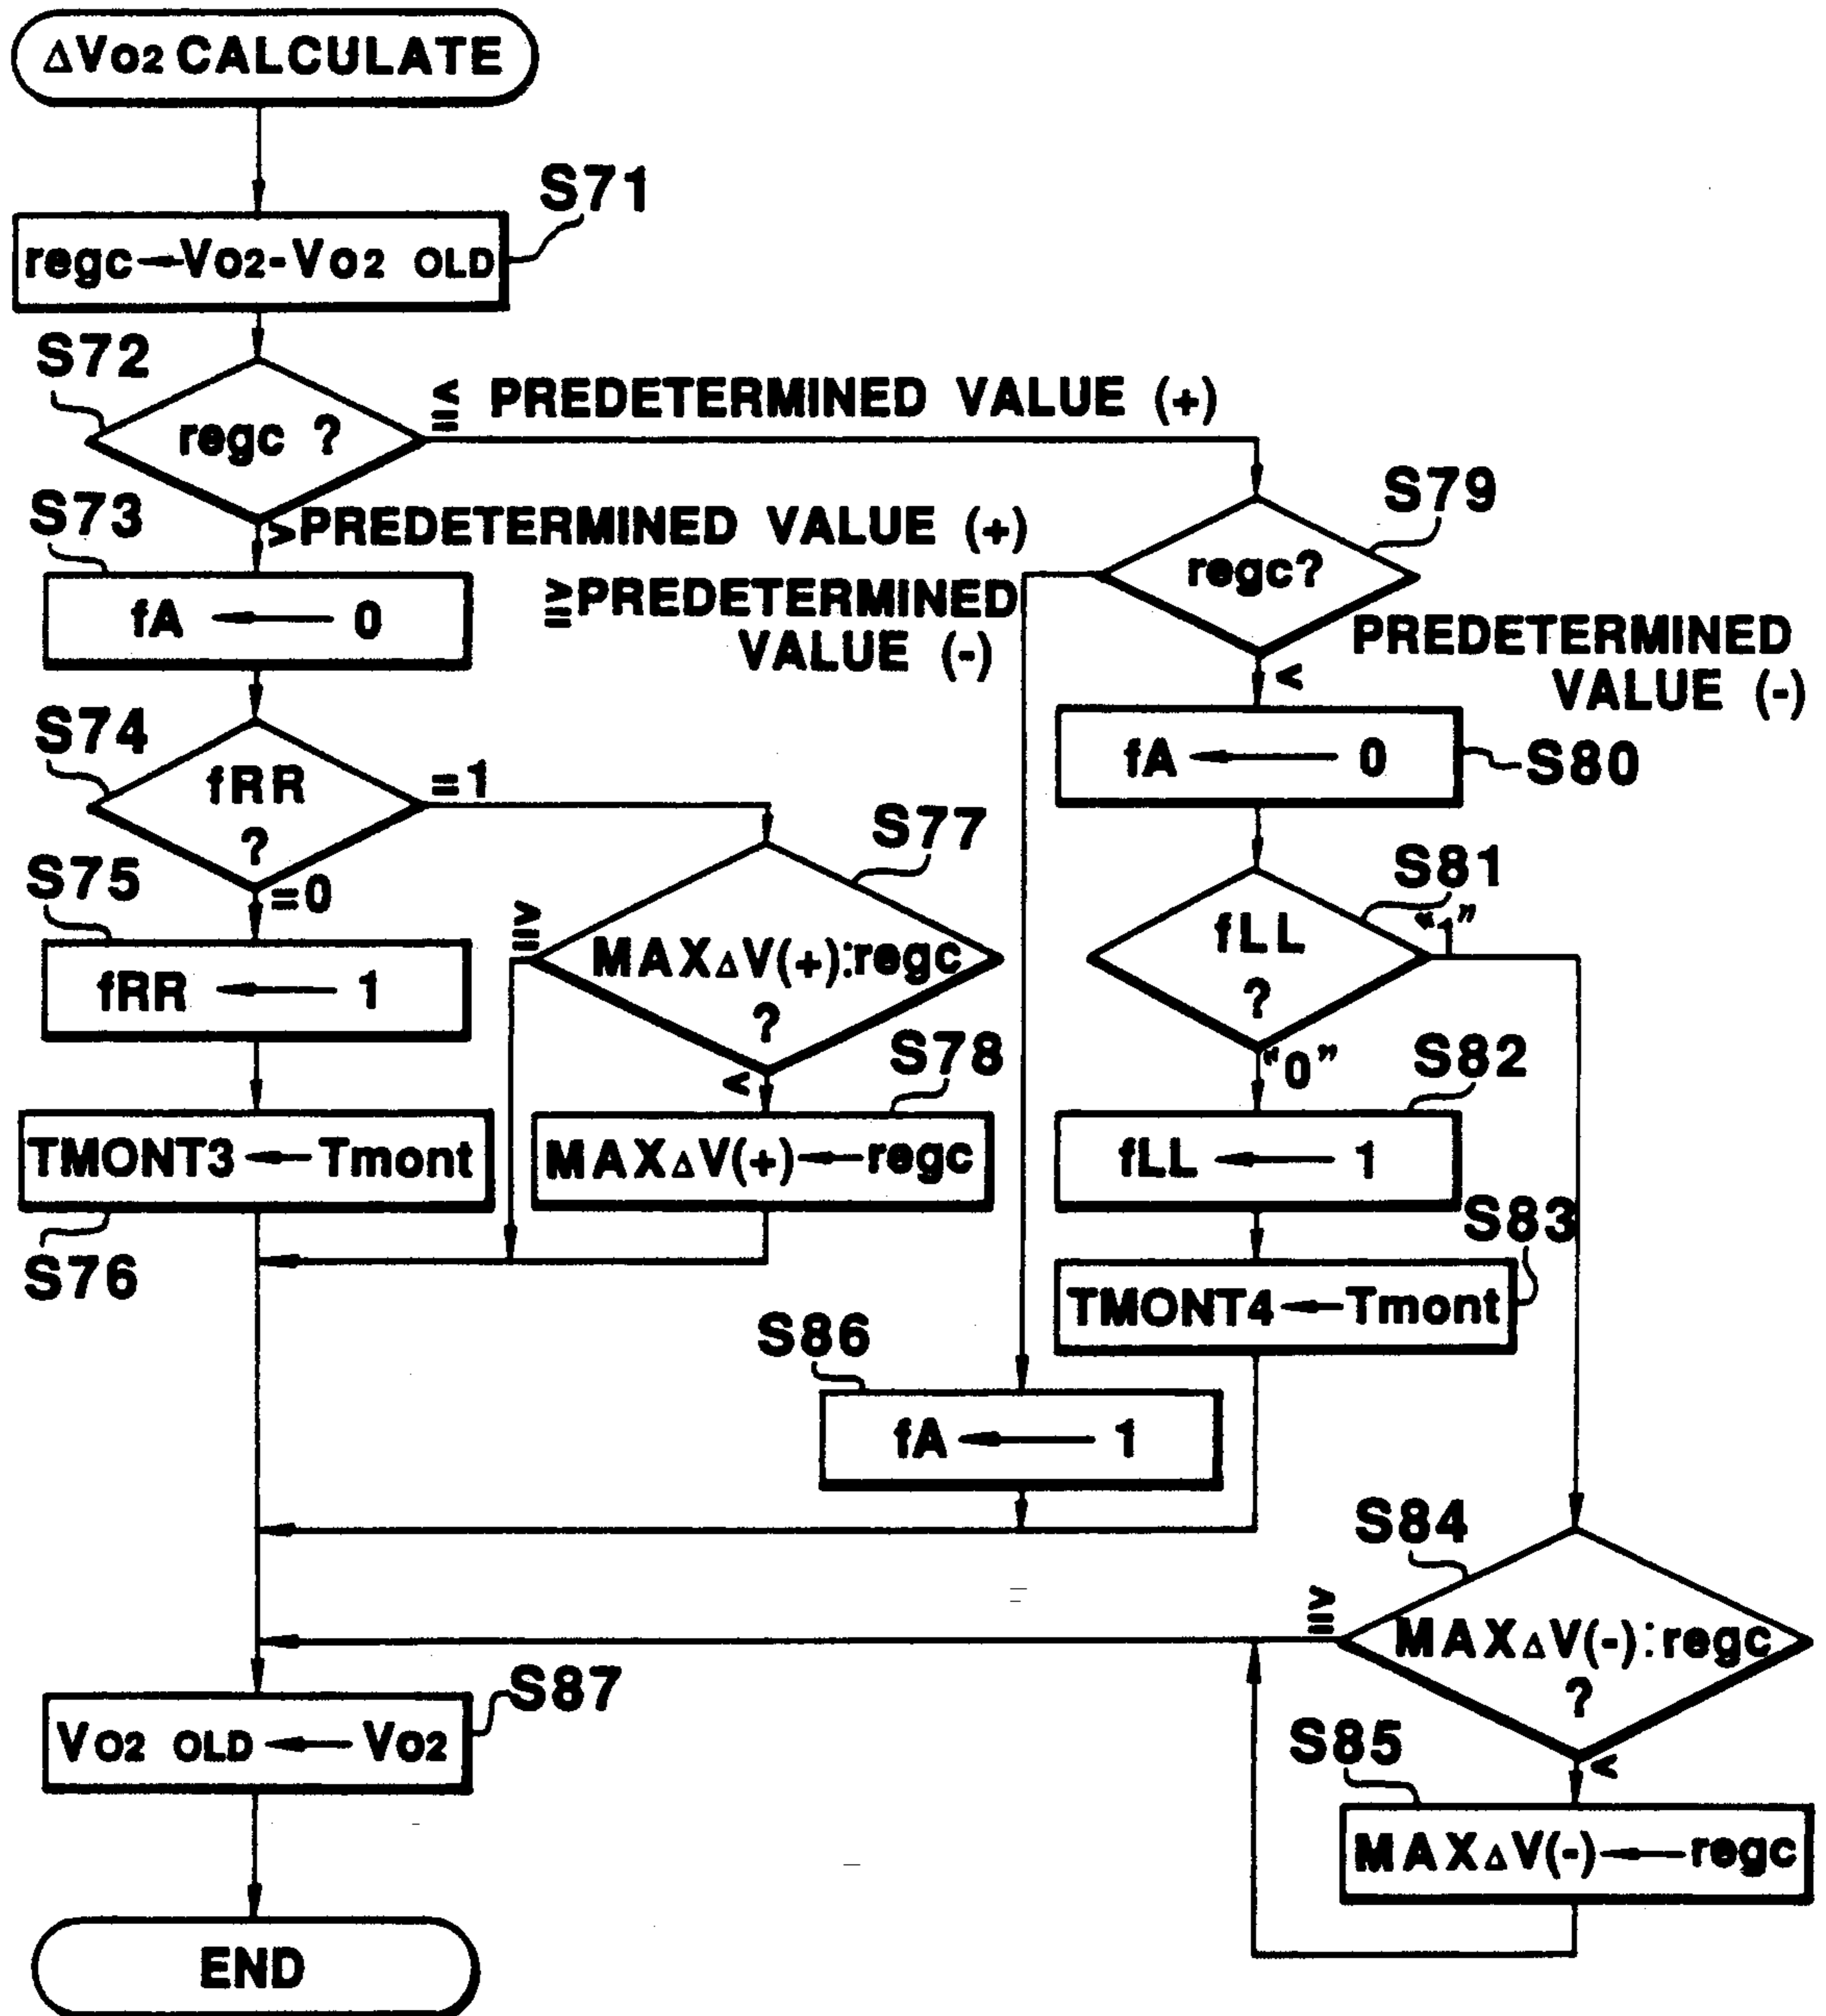 ΔVO2 CALCULATE
S71
regc←VO2-VO2 OLD
S72
regc ?
≦ PREDETERMINED VALUE (+)
>PREDETERMINED VALUE (+)
S73
fA ← 0
S74
fRR
?
=1
=0
S75
fRR ← 1
TMONT3←Tmont
S76
S77
MAXΔV(+):regc
?
≧
<
S78
MAXΔV(+)←regc
S79
regc?
≧PREDETERMINED
VALUE (-)
<
PREDETERMINED
VALUE (-)
fA ← 0
S80
S81
fLL
?
"1"
"0"
S82
fLL ← 1
S83
TMONT4←Tmont
S86
fA ← 1
S84
MAXΔV(-):regc
?
≧
<
S85
MAXΔV(-)←regc
S87
VO2 OLD ← VO2
END